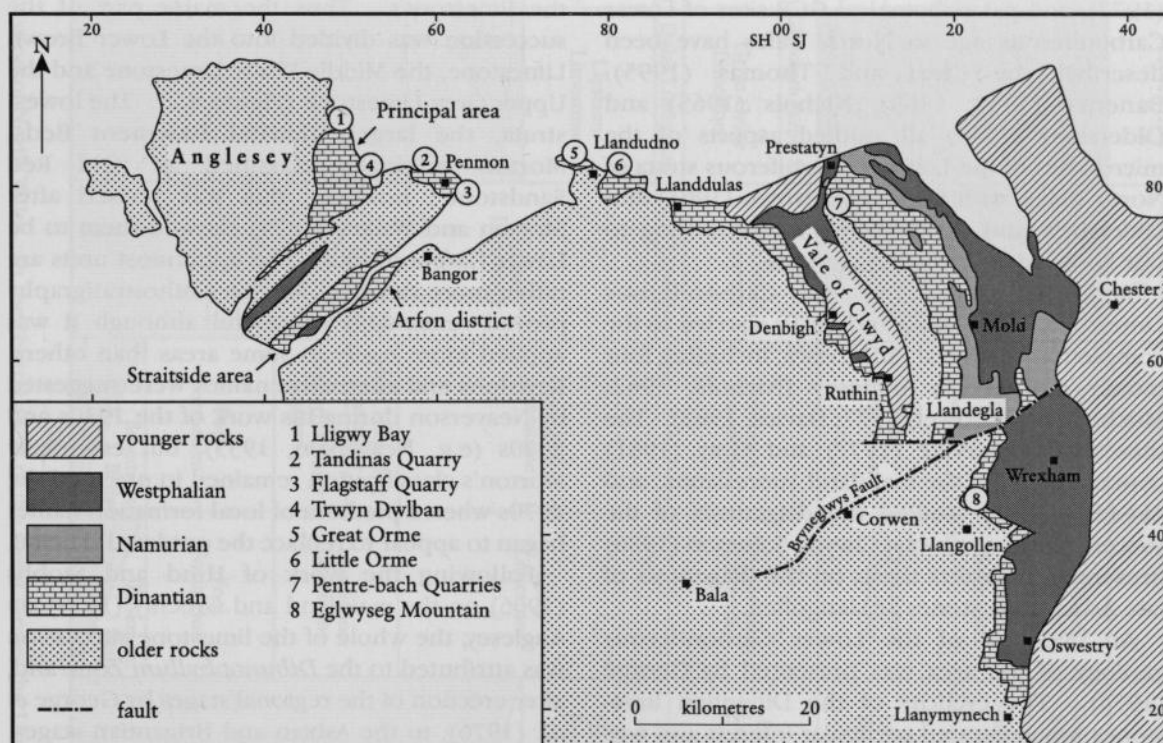 20
40
60
SH 00 SJ
20
40
N
1
Principal area
Anglesey
4
2
Penmon
3
5
Llandudno
6
Prestatyn
Llanddulas
7
80
Bangor
Vale of Clwyd
Chester
Arfon district
Denbigh
Mold
Straitside area
60
Ruthin
Llandegla
Wrexham
Bryneglwys Fault
8
Corwen
Llangollen
40
Bala
Oswestry
0 kilometres 20
Llanymynech
20
younger rocks
Westphalian
Namurian
Dinantian
older rocks
fault
1 Lligwy Bay
2 Tandinas Quarry
3 Flagstaff Quarry
4 Trwyn Dwlban
5 Great Orme
6 Little Orme
7 Pentre-bach Quarries
8 Eglwyseg Mountain